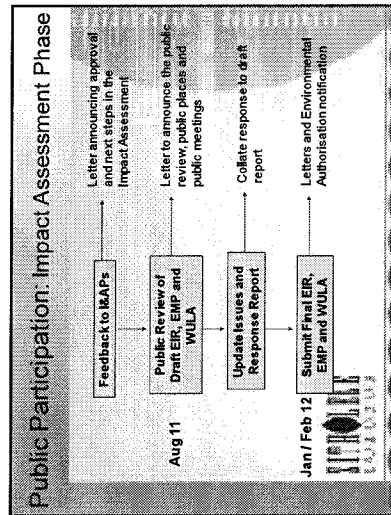 Public Participation: Impact Assessment Phase
Feedback to I&APs
Letter announcing approval
and next steps in the
Impact Assessment
Aug 11
Public Review of
Draft EIR, EMP and
WULA
Letter to announce the public
review, public places and
public meetings
Update Issues and
Response Report
Collate response to draft
report
Jan / Feb 12
Submit Final EIR,
EMP and WULA
Letters and Environmental
Authorisation notification